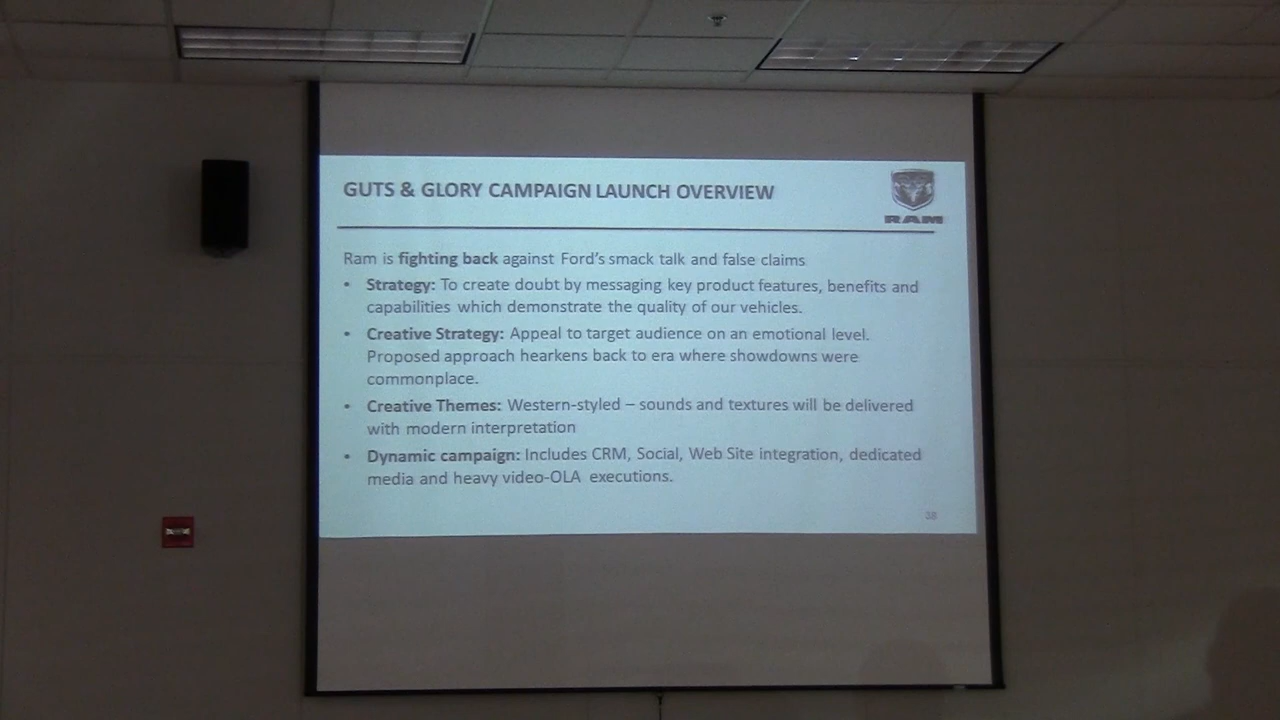 GUTS & GLORY CAMPAIGN LAUNCH OVERVIEW
RAM
Ram is fighting back against Ford's smack talk and false claims
• Strategy: To create doubt by messaging key product features, benefits and
capabilities which demonstrate the quality of our vehicles.
• Creative Strategy: Appeal to target audience on an emotional level.
Proposed approach hearkens back to era where showdowns were
commonplace.
• Creative Themes: Western-styled – sounds and textures will be delivered
with modern interpretation
• Dynamic campaign: Includes CRM, Social, Web Site integration, dedicated
media and heavy video-OLA executions.